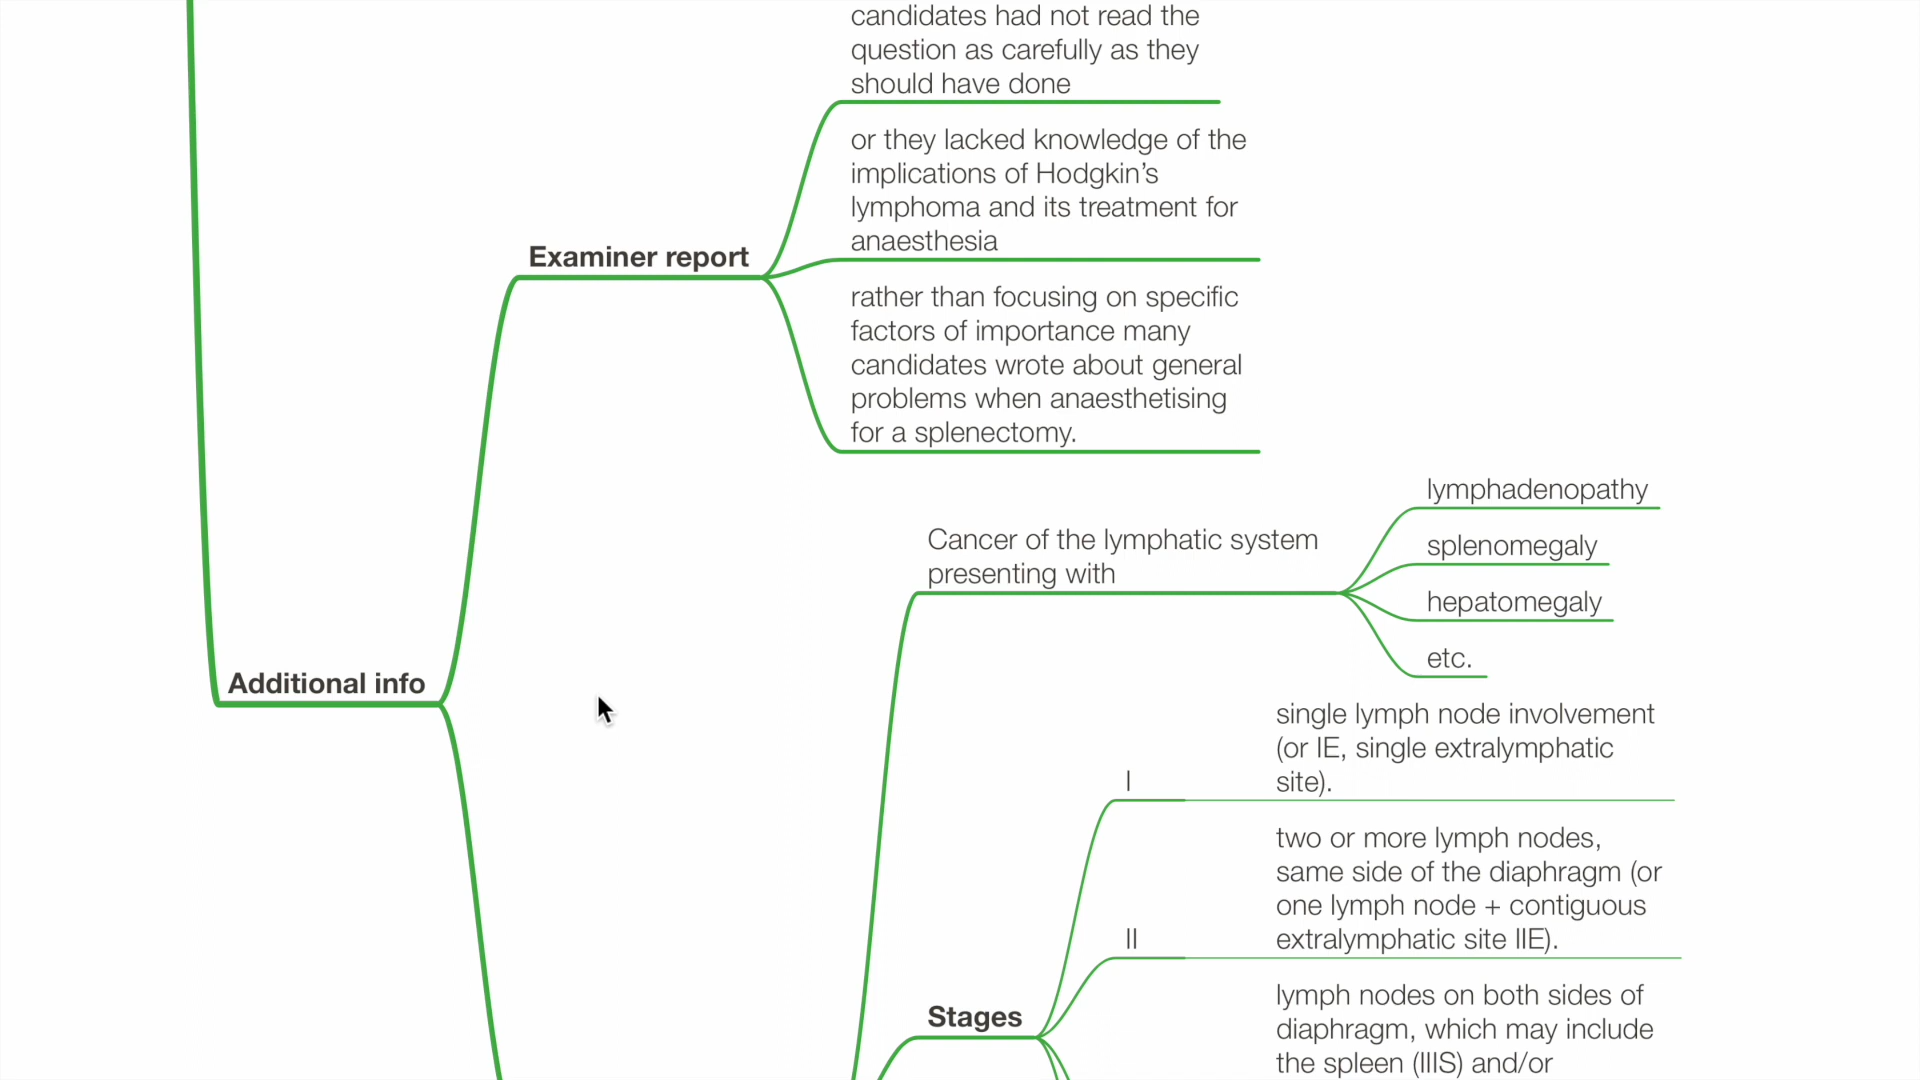 candidates had not read the
question as carefully as they
should have done
or they lacked knowledge of the
implications of Hodgkin’s
lymphoma and its treatment for
anaesthesia
Examiner report
rather than focusing on specific
factors of importance many
candidates wrote about general
problems when anaesthetising
for a splenectomy.
lymphadenopathy
Cancer of the lymphatic system
presenting with
splenomegaly
hepatomegaly
etc.
Additional info
single lymph node involvement
(or IE, single extralymphatic
site).
I
two or more lymph nodes,
same side of the diaphragm (or
one lymph node + contiguous
extralymphatic site IIE).
II
Stages
lymph nodes on both sides of
diaphragm, which may include
the spleen (IIIS) and/or